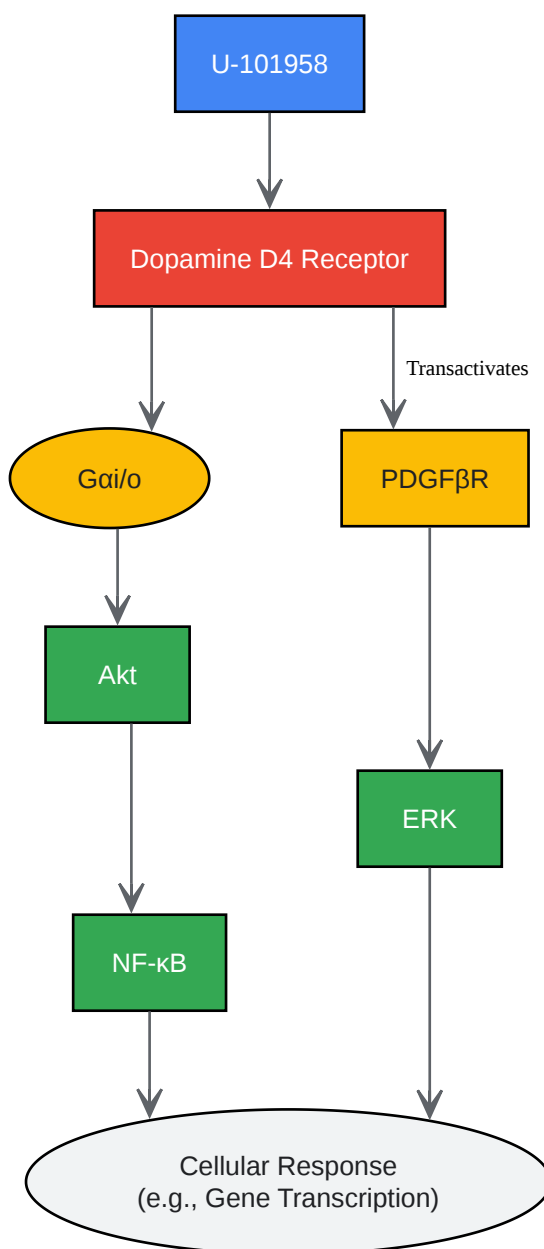 U-101958
Dopamine D4 Receptor
Transactivates
Gαi/o
PDGFβR
Akt
ERK
NF-κB
Cellular Response
(e.g., Gene Transcription)